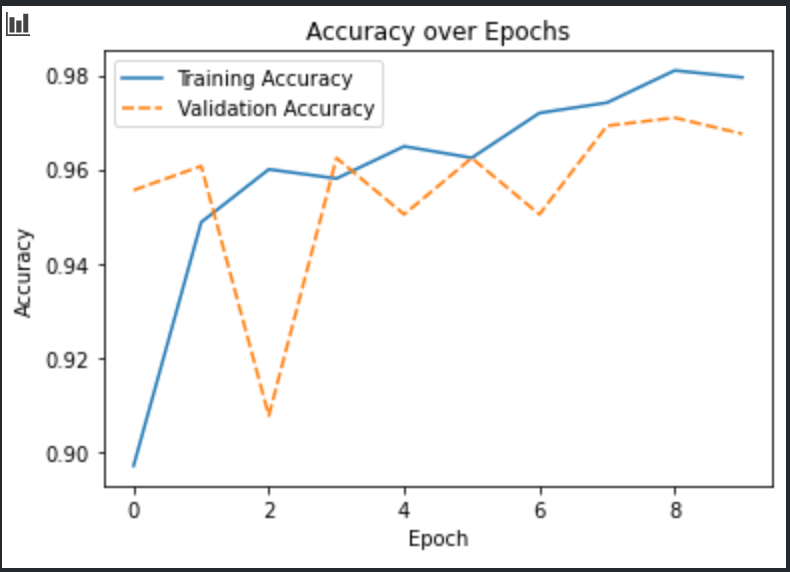 Accuracy over Epochs
Training Accuracy
Validation Accuracy
0.98
0.96
0.94
0.92
0.90
Accuracy
0 2 4 6 8
Epoch